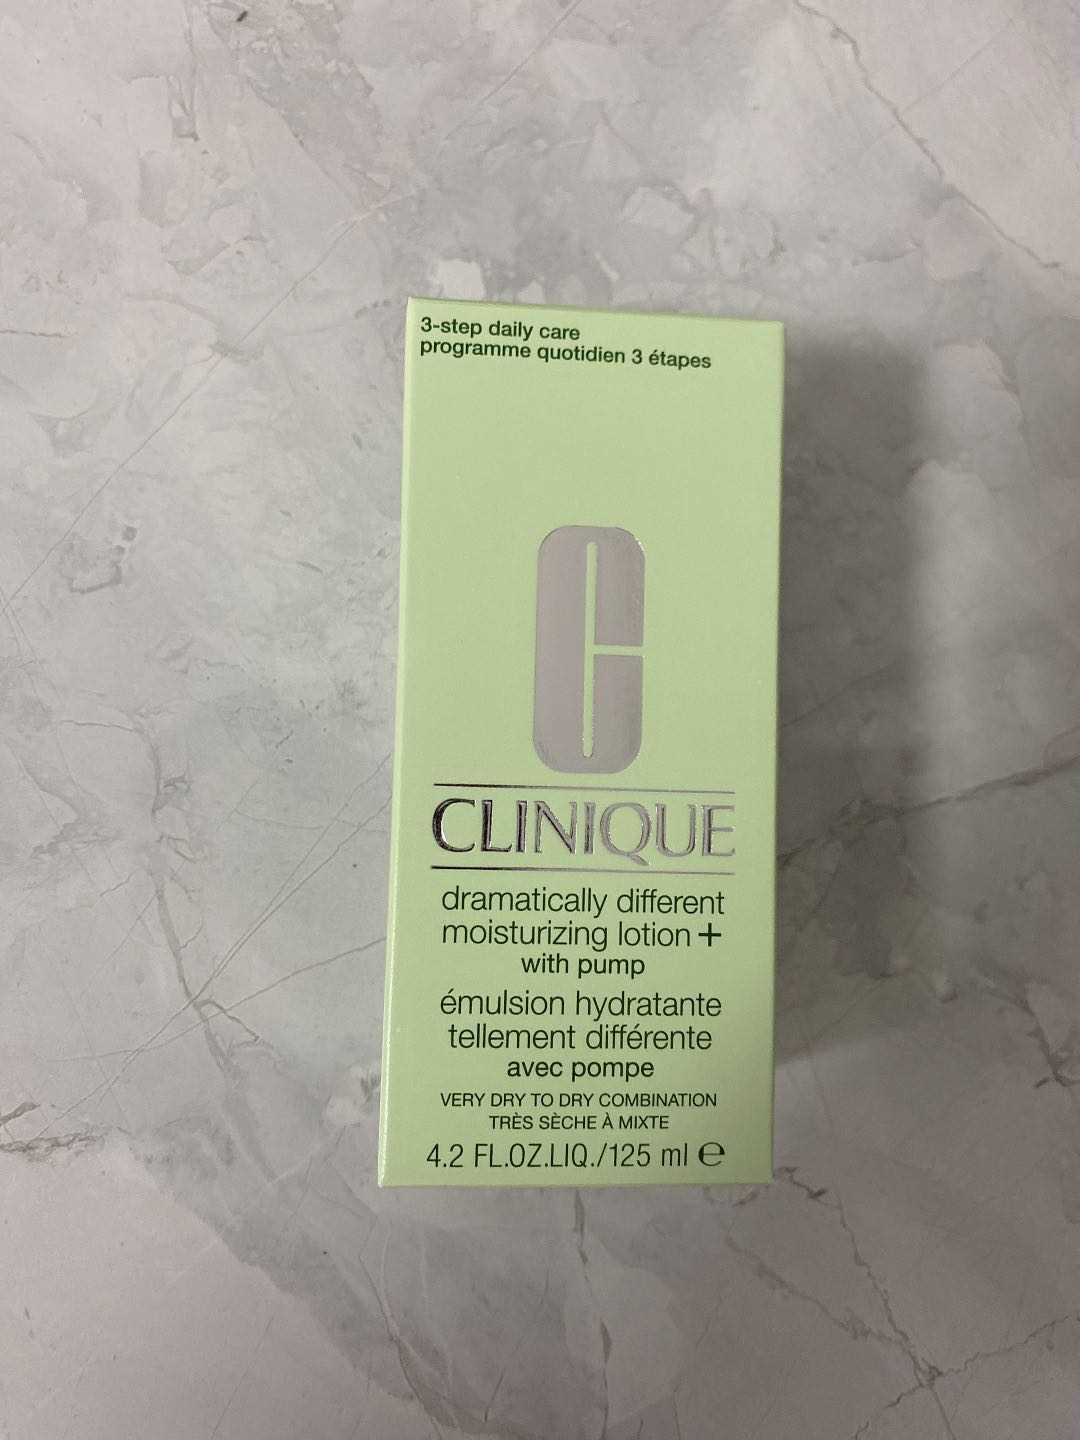 3-step daily care
programme quotidien 3 étapes
C
CLINIQUE
dramatically different
moisturizing lotion +
with pump
émulsion hydratante
tellement différente
avec pompe
VERY DRY TO DRY COMBINATION
TRÈS SÈCHE À MIXTE
4.2 FL.OZ.LIQ./125 ml ℮